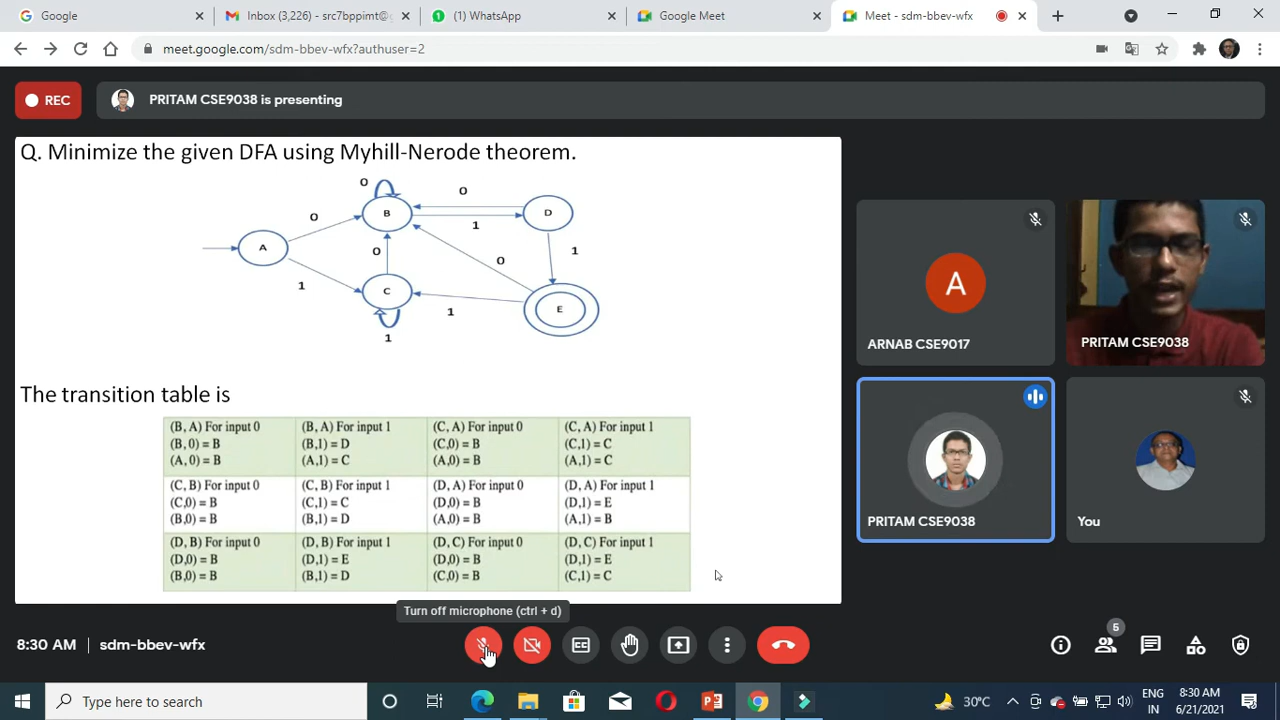 Google
Inbox (3,226) - src7bppimt@g
(1) WhatsApp
Google Meet
Meet - sdm-bbev-wfx
meet.google.com/sdm-bbev-wfx?authuser=2
REC
PRITAM CSE9038 is presenting
Q. Minimize the given DFA using Myhill-Nerode theorem.
0
0
B
D
0
1
A
0
0
1
1
C
E
1
1
The transition table is
(B, A) For input 0
(B, 0) = B
(A, 0) = B
(B, A) For input 1
(B,1) = D
(A,1) = C
(C, A) For input 0
(C,0) = B
(A,0) = B
(C, A) For input 1
(C,1) = C
(A,1) = C
(C, B) For input 0
(C,0) = B
(B,0) = B
(C, B) For input 1
(C,1) = C
(B,1) = D
(D, A) For input 0
(D,0) = B
(A,0) = B
(D, A) For input 1
(D,1) = E
(A,1) = B
(D, B) For input 0
(D,0) = B
(B,0) = B
(D, B) For input 1
(D,1) = E
(B,1) = D
(D, C) For input 0
(D,0) = B
(C,0) = B
(D, C) For input 1
(D,1) = E
(C,1) = C
A
ARNAB CSE9017
PRITAM CSE9038
PRITAM CSE9038
You
Turn off microphone (ctrl + d)
8:30 AM | sdm-bbev-wfx
5
Type here to search
30°C
ENG
IN
8:30 AM
6/21/2021